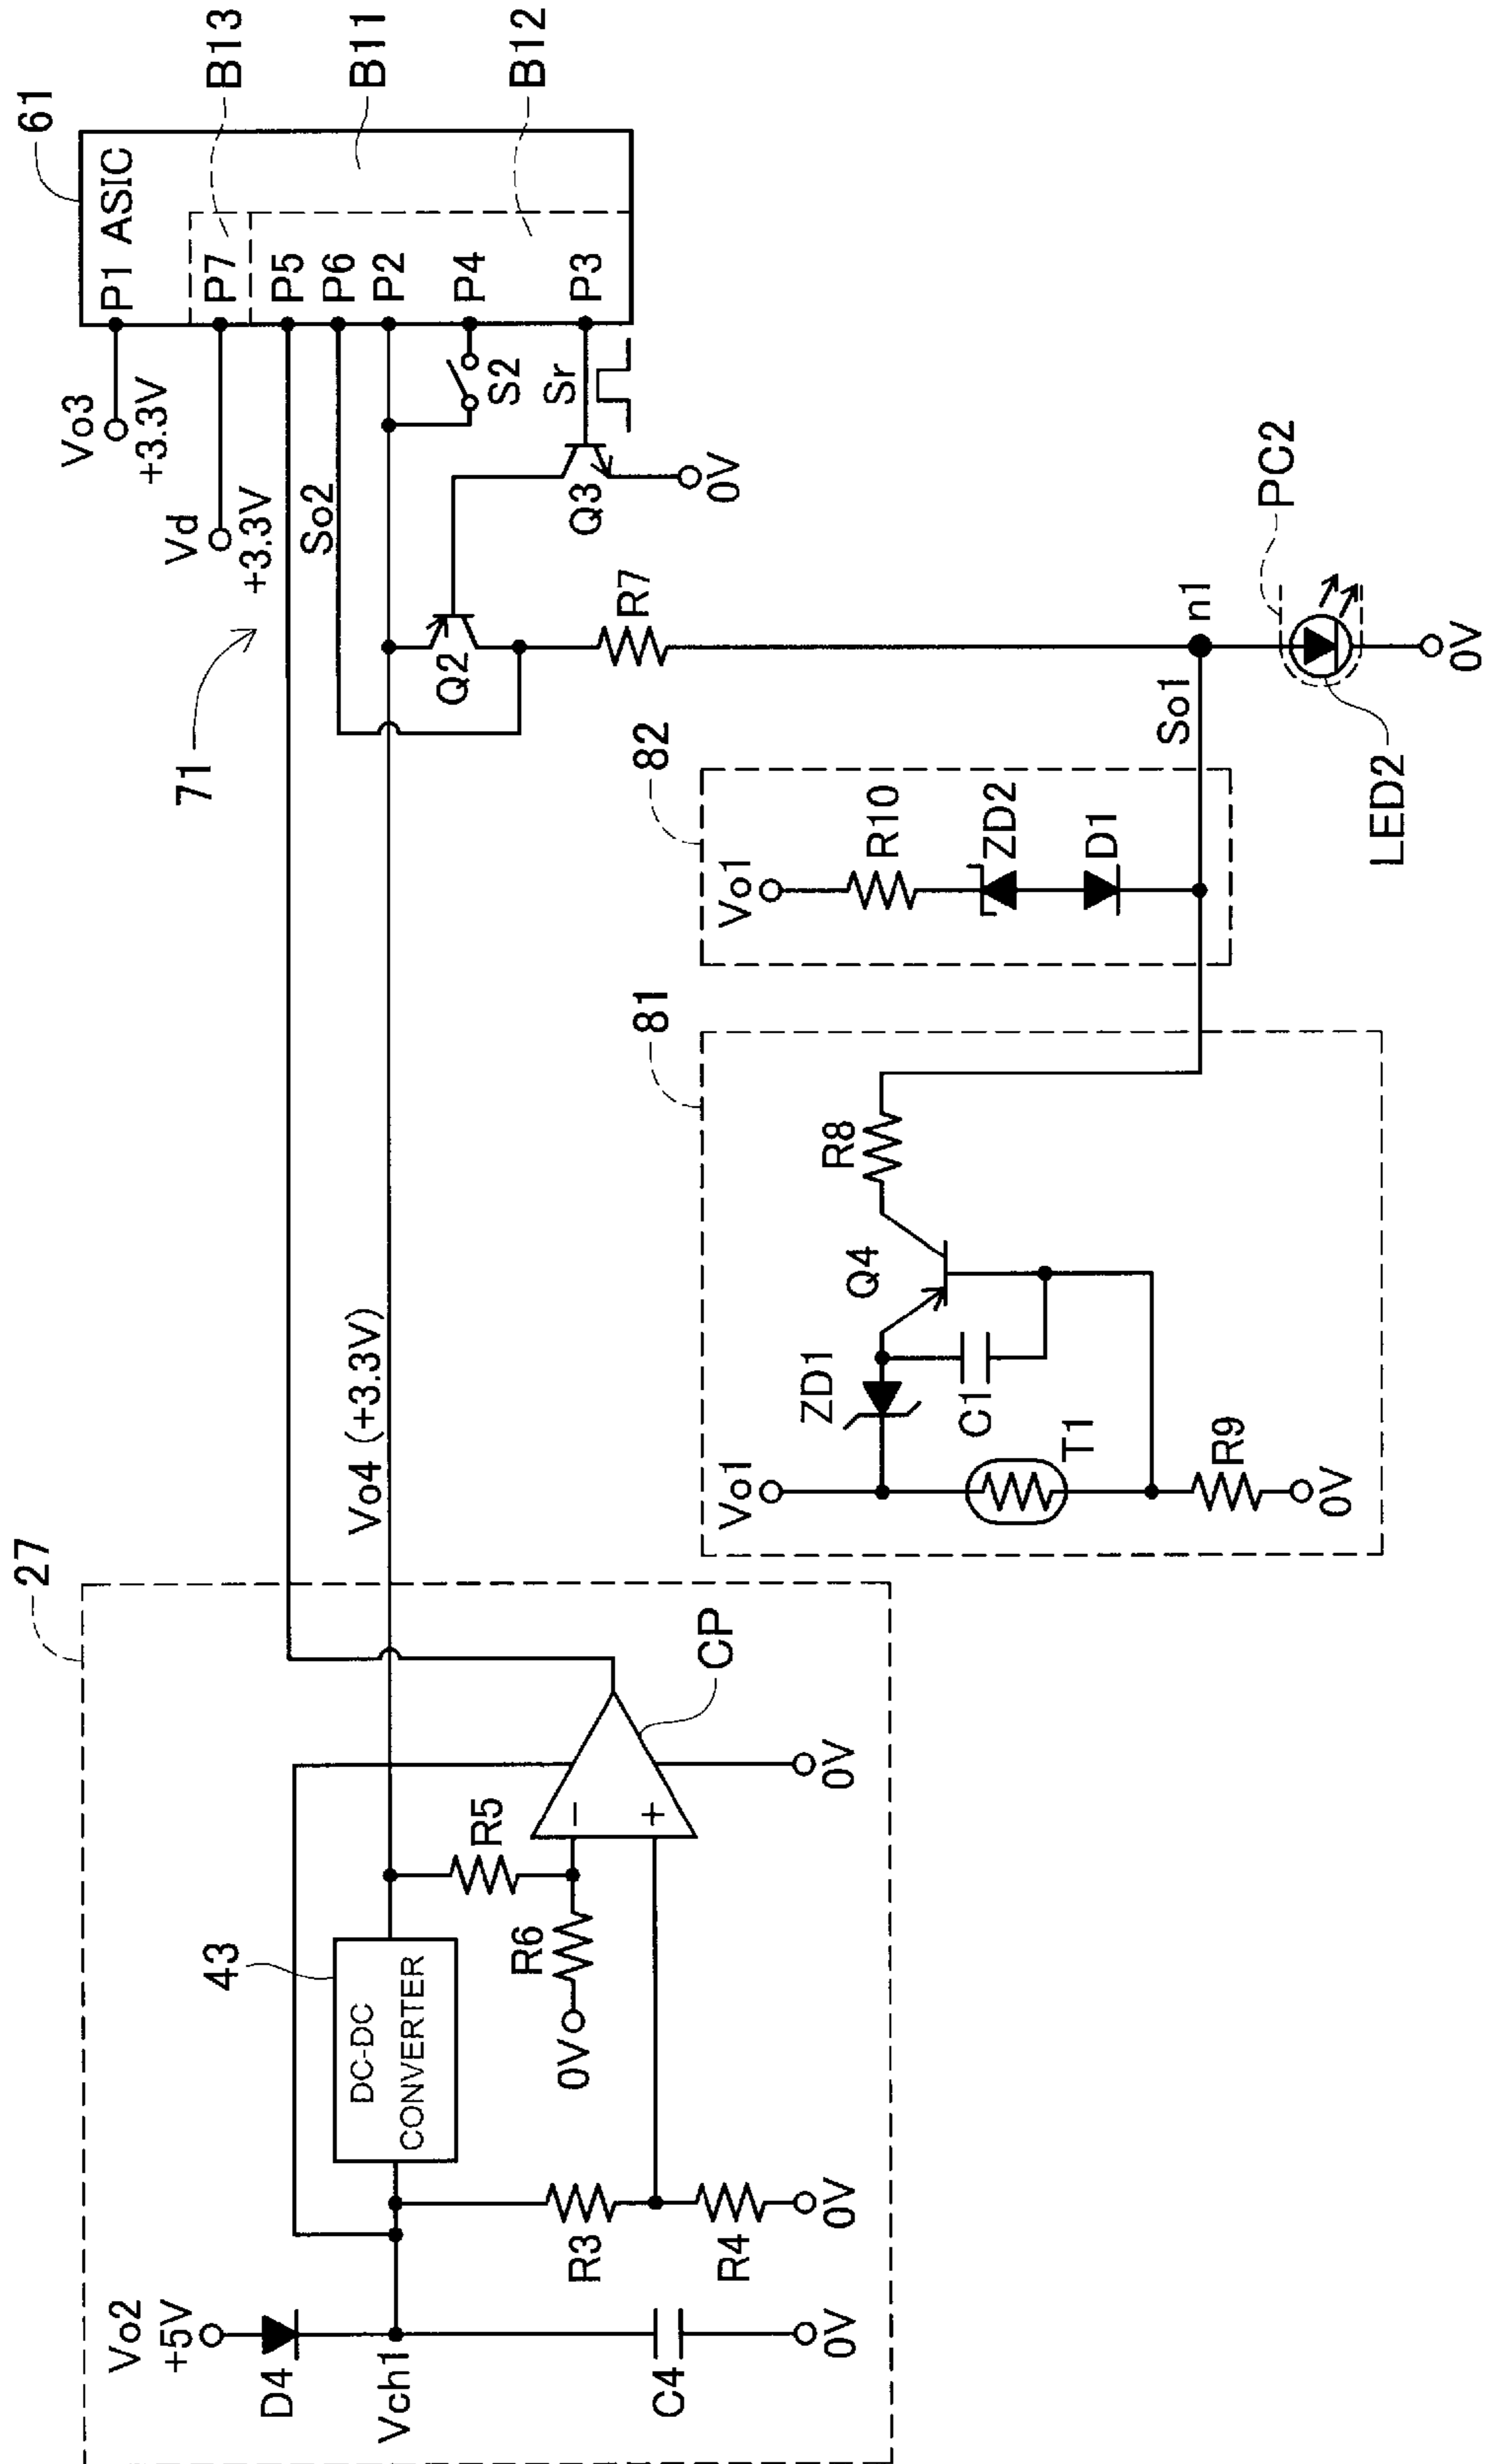 61
P1 ASIC
B13
B11
B12
P7
P5
P6
P2
P4
P3
Vo3
+3.3V
Vd
+3.3V
So2
S2
Sr
Q3
0V
71
Q2
R7
n1
So1
PC2
LED2
0V
82
Vo1
R10
ZD2
D1
81
R8
Q4
ZD1
C1
Vo1
T1
R9
0V
Vo4 (+3.3V)
27
CP
−
+
0V
R5
R6
0V
43
DC-DC
CONVERTER
R3
R4
0V
Vo2
+5V
D4
Vch1
C4
0V